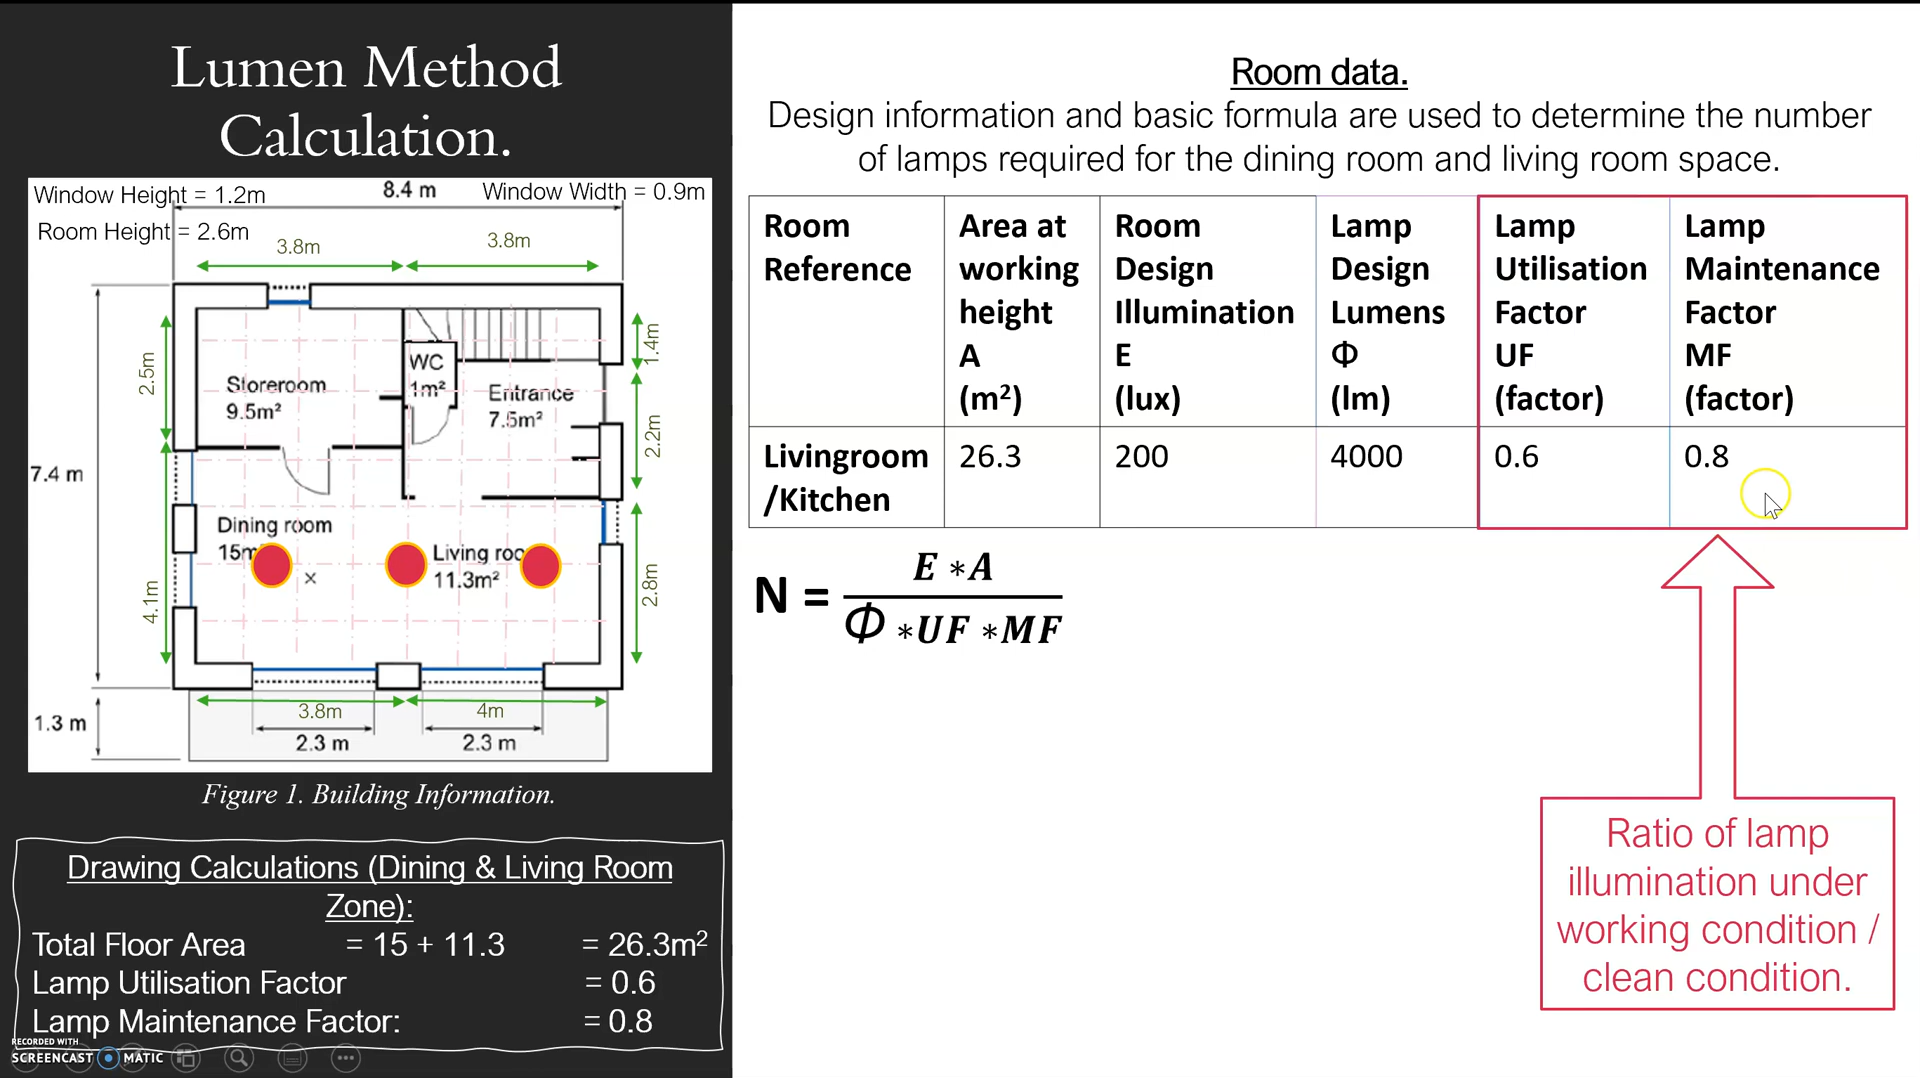 Lumen Method
Calculation.
Window Height = 1.2m
8.4 m
Window Width = 0.9m
Room Height = 2.6m
3.8m
3.8m
2.5m
1.4m
WC
1m²
Storeroom
9.5m²
Entrance
7.5m²
2.2m
7.4 m
Dining room
15m
Living roo
11.3m²
4.1m
2.8m
3.8m
4m
1.3 m
2.3 m
2.3 m
Figure 1. Building Information.
Drawing Calculations (Dining & Living Room
Zone):
Total Floor Area = 15 + 11.3 = 26.3m²
Lamp Utilisation Factor = 0.6
Lamp Maintenance Factor: = 0.8
RECORDED WITH
SCREENCAST MATIC
Room data.
Design information and basic formula are used to determine the number
of lamps required for the dining room and living room space.
Room
Reference
Area at
working
height
A
(m²)
Room
Design
Illumination
E
(lux)
Lamp
Design
Lumens
Φ
(lm)
Lamp
Utilisation
Factor
UF
(factor)
Lamp
Maintenance
Factor
MF
(factor)
Livingroom
/Kitchen
26.3
200
4000
0.6
0.8
E * A
N =
Φ * UF * MF
Ratio of lamp
illumination under
working condition /
clean condition.